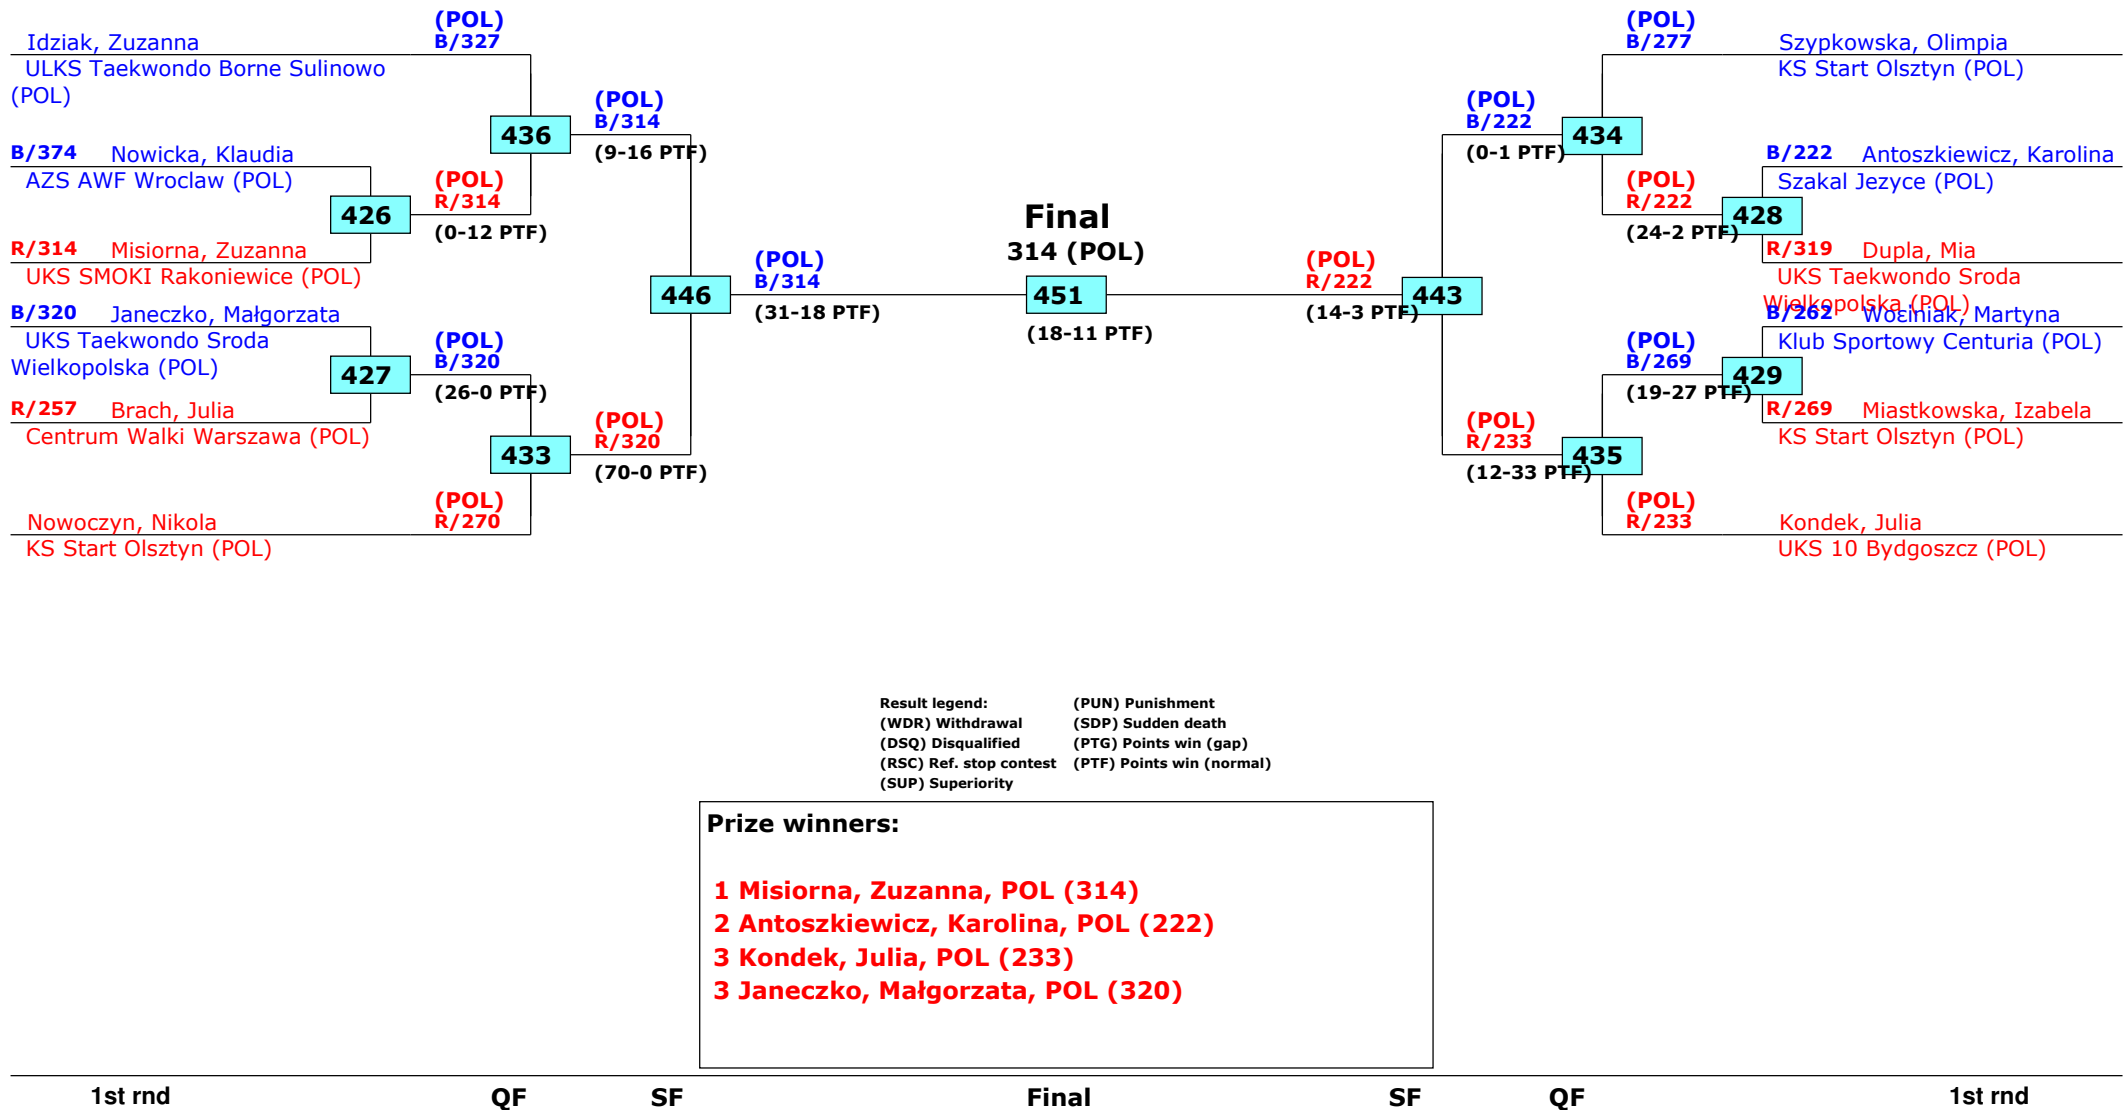 (POL)
B/327
Idziak, Zuzanna
ULKS Taekwondo Borne Sulinowo
(POL)
(POL)
B/314
436
(9-16 PTF)
B/374 Nowicka, Klaudia
AZS AWF Wroclaw (POL)
(POL)
R/314
426
(0-12 PTF)
R/314 Misiorna, Zuzanna
UKS SMOKI Rakoniewice (POL)
446
(POL)
B/314
(31-18 PTF)
B/320 Janeczko, Małgorzata
UKS Taekwondo Sroda
Wielkopolska (POL)
427
(POL)
B/320
(26-0 PTF)
R/257 Brach, Julia
Centrum Walki Warszawa (POL)
(POL)
R/320
433
(70-0 PTF)
(POL)
R/270
Nowoczyn, Nikola
KS Start Olsztyn (POL)
Final
314 (POL)
451
(18-11 PTF)
(POL)
B/277
Szypkowska, Olimpia
KS Start Olsztyn (POL)
(POL)
B/222
434
(0-1 PTF)
B/222 Antoszkiewicz, Karolina
Szakal Jezyce (POL)
(POL)
R/222
428
(24-2 PTF)
R/319 Dupla, Mia
UKS Taekwondo Sroda
Wielkopolska (POL)
(POL)
R/222
443
(14-3 PTF)
B/262 Martyna
Klub Sportowy Centuria (POL)
(POL)
B/269
429
(19-27 PTF)
R/269 Miastkowska, Izabela
KS Start Olsztyn (POL)
(POL)
R/233
435
(12-33 PTF)
(POL)
R/233
Kondek, Julia
UKS 10 Bydgoszcz (POL)
Result legend: (PUN) Punishment
(WDR) Withdrawal (SDP) Sudden death
(DSQ) Disqualified (PTG) Points win (gap)
(RSC) Ref. stop contest (PTF) Points win (normal)
(SUP) Superiority
Prize winners:
1 Misiorna, Zuzanna, POL (314)
2 Antoszkiewicz, Karolina, POL (222)
3 Kondek, Julia, POL (233)
3 Janeczko, Małgorzata, POL (320)
1st rnd QF SF Final SF QF 1st rnd